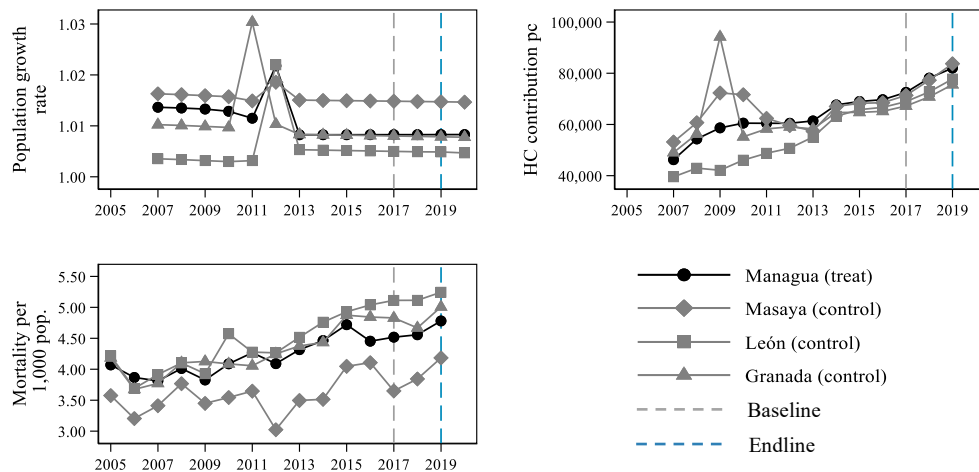 Population growth
rate
1.03
1.02
1.01
1.00
2005 2007 2009 2011 2013 2015 2017 2019
HC contribution pc
100,000
80,000
60,000
40,000
2005 2007 2009 2011 2013 2015 2017 2019
Mortality per
1,000 pop.
5.50
5.00
4.50
4.00
3.50
3.00
2005 2007 2009 2011 2013 2015 2017 2019
Managua (treat)
Masaya (control)
León (control)
Granada (control)
Baseline
Endline